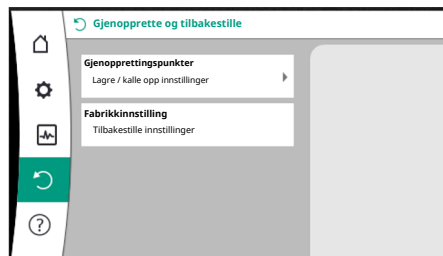 Gjenopprette og tilbakestille
Gjenopprettingspunkter
Lagre / kalle opp innstillinger
Fabrikkinnstilling
Tilbakestille innstillinger